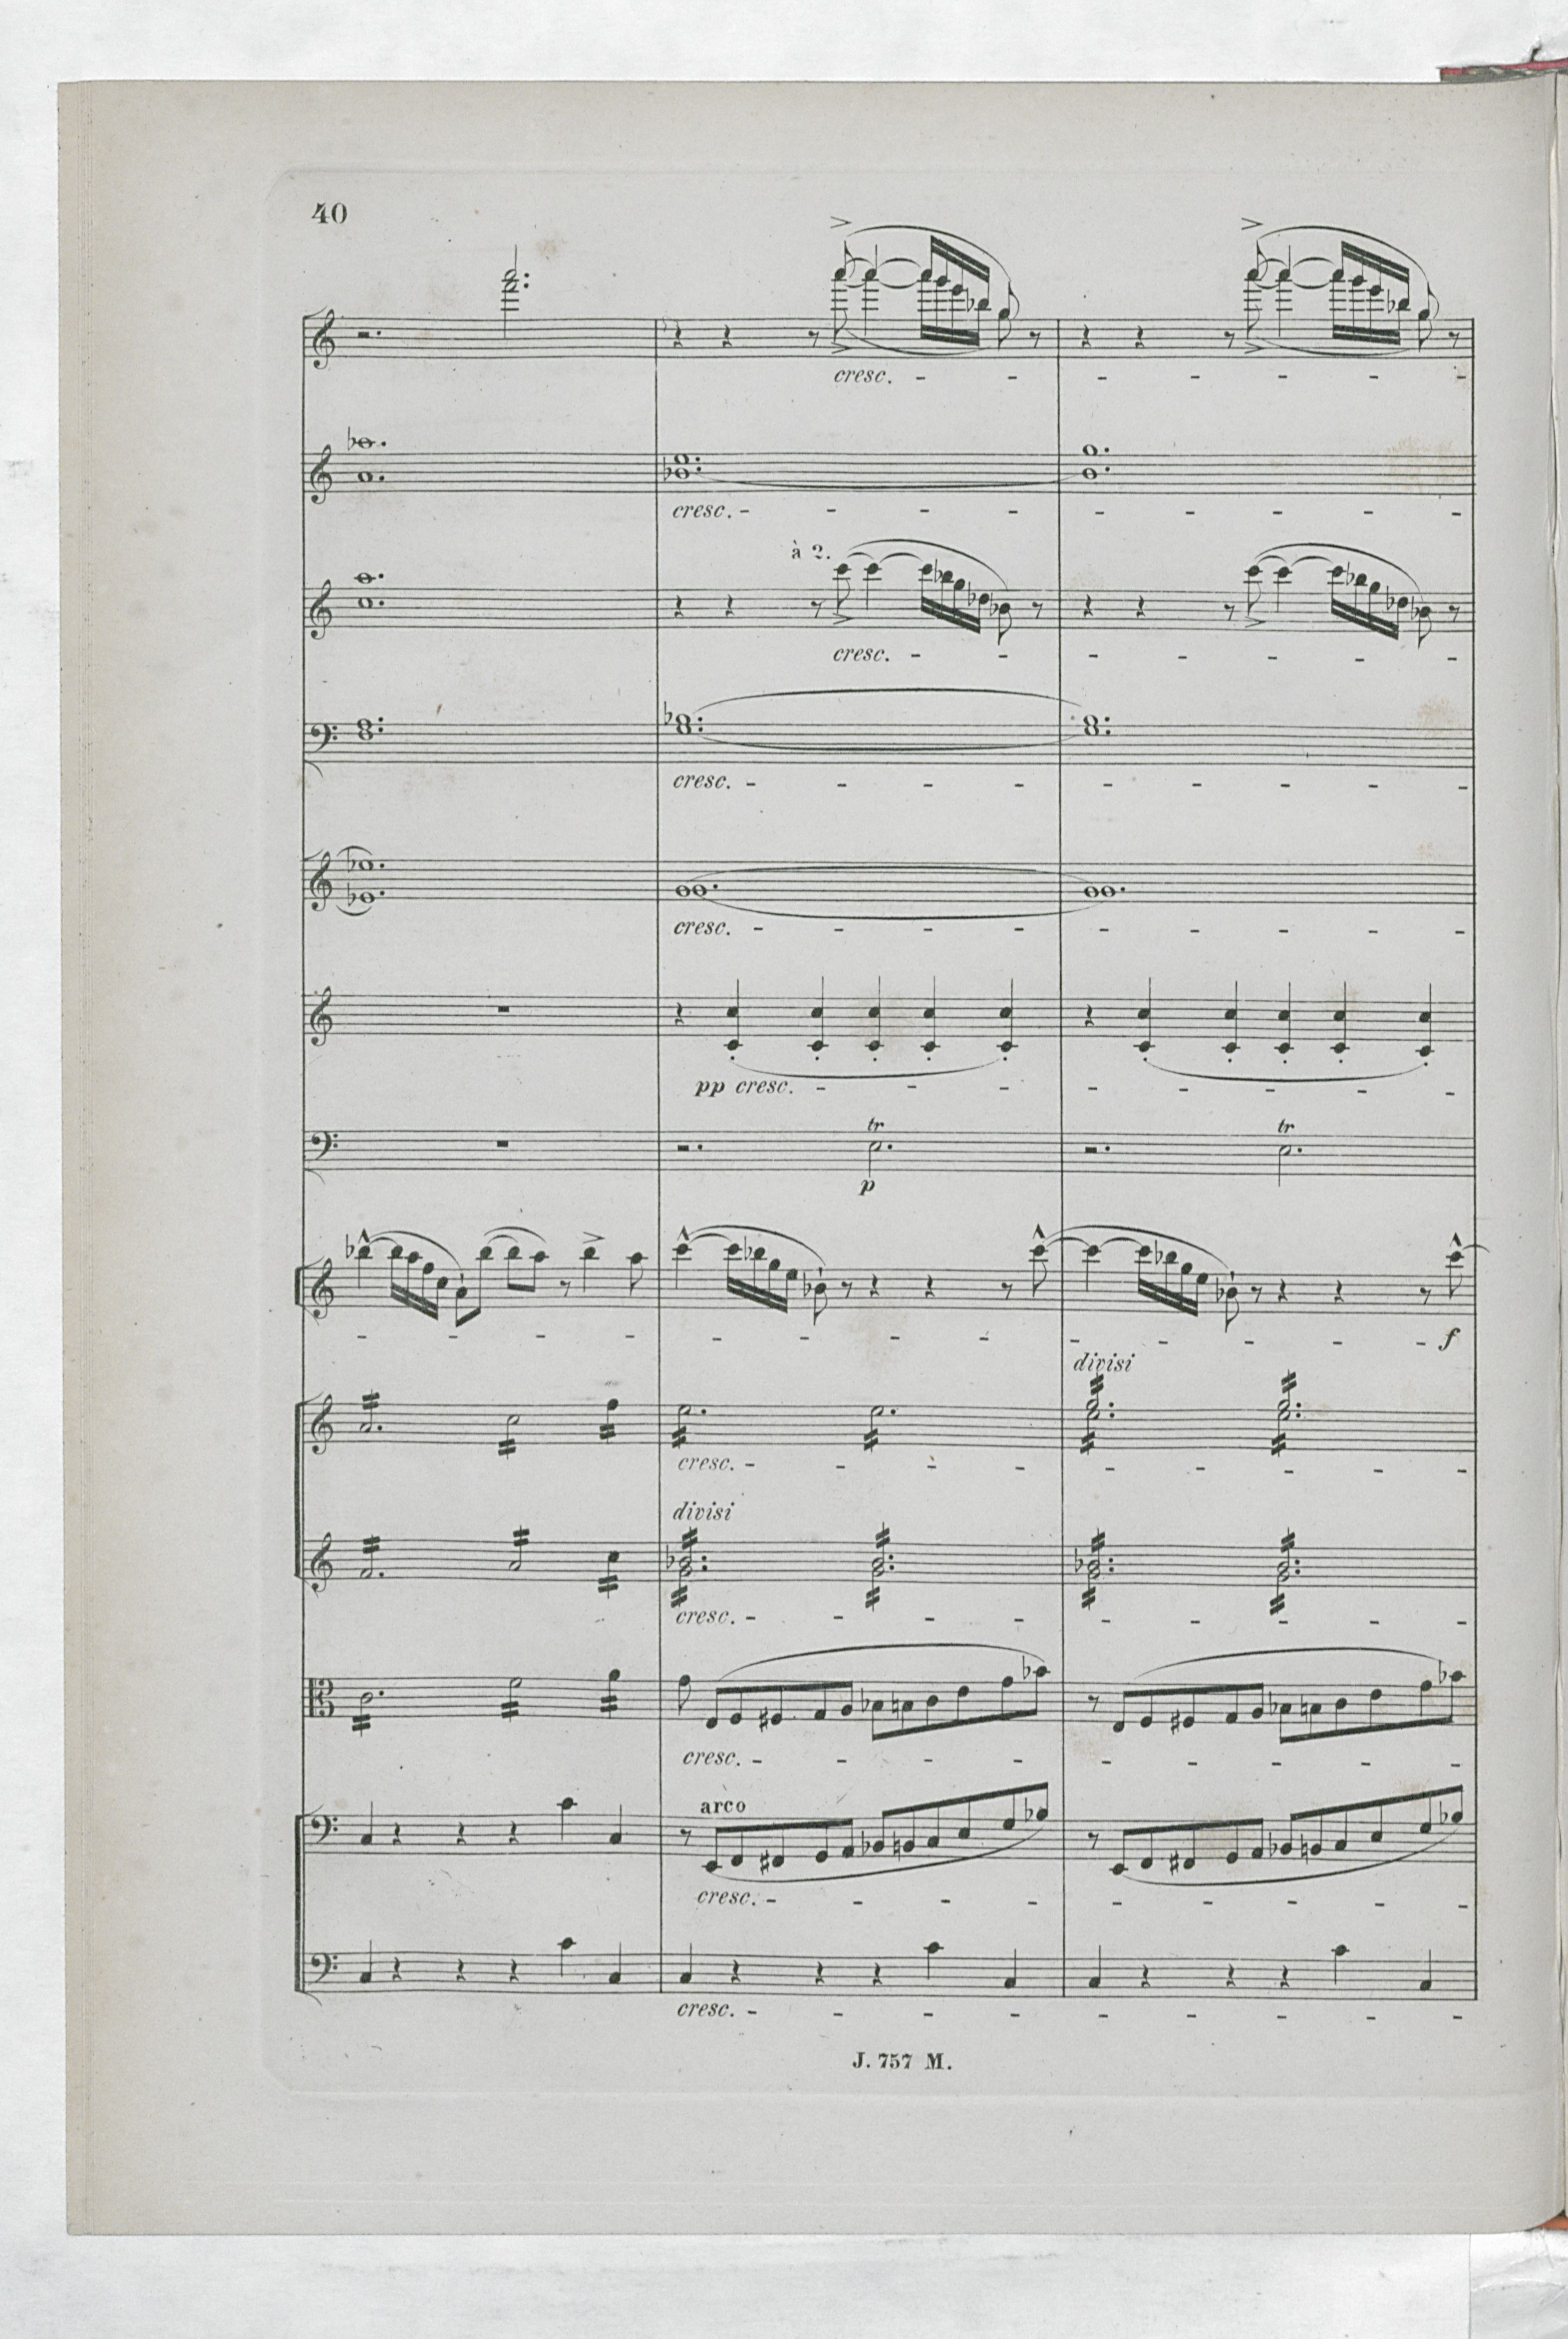 40
cresc.
cresc.
à 2.
cresc.
cresc.
cresc.
pp cresc.
tr tr
p
f
divisi
cresc.
divisi
cresc.
cresc.
arco
cresc.
cresc.
J. 757 M.